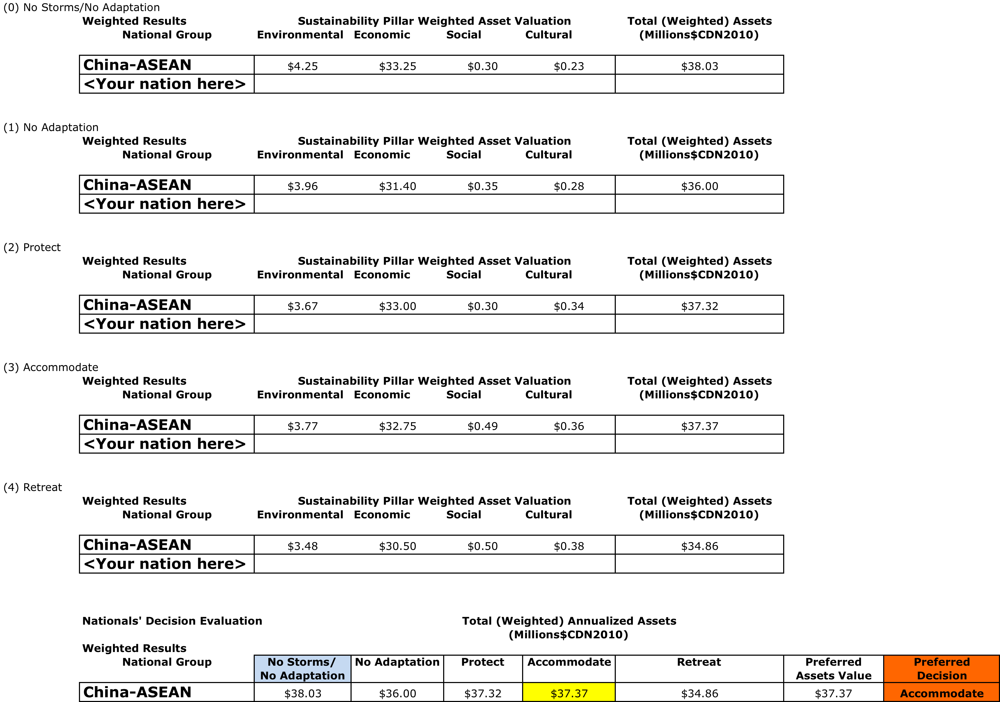 (0) No Storms/No Adaptation
Weighted Results Sustainability Pillar Weighted Asset Valuation Total (Weighted) Assets
National Group Environmental Economic Social Cultural (Millions$CDN2010)
China-ASEAN $4.25 $33.25 $0.30 $0.23 $38.03
<Your nation here>
(1) No Adaptation
Weighted Results Sustainability Pillar Weighted Asset Valuation Total (Weighted) Assets
National Group Environmental Economic Social Cultural (Millions$CDN2010)
China-ASEAN $3.96 $31.40 $0.35 $0.28 $36.00
<Your nation here>
(2) Protect
Weighted Results Sustainability Pillar Weighted Asset Valuation Total (Weighted) Assets
National Group Environmental Economic Social Cultural (Millions$CDN2010)
China-ASEAN $3.67 $33.00 $0.30 $0.34 $37.32
<Your nation here>
(3) Accommodate
Weighted Results Sustainability Pillar Weighted Asset Valuation Total (Weighted) Assets
National Group Environmental Economic Social Cultural (Millions$CDN2010)
China-ASEAN $3.77 $32.75 $0.49 $0.36 $37.37
<Your nation here>
(4) Retreat
Weighted Results Sustainability Pillar Weighted Asset Valuation Total (Weighted) Assets
National Group Environmental Economic Social Cultural (Millions$CDN2010)
China-ASEAN $3.48 $30.50 $0.50 $0.38 $34.86
<Your nation here>
Nationals' Decision Evaluation Total (Weighted) Annualized Assets
(Millions$CDN2010)
Weighted Results
National Group No Storms/ No Adaptation Protect Accommodate Retreat Preferred Preferred
No Adaptation Assets Value Decision
China-ASEAN $38.03 $36.00 $37.32 $37.37 $34.86 $37.37 Accommodate